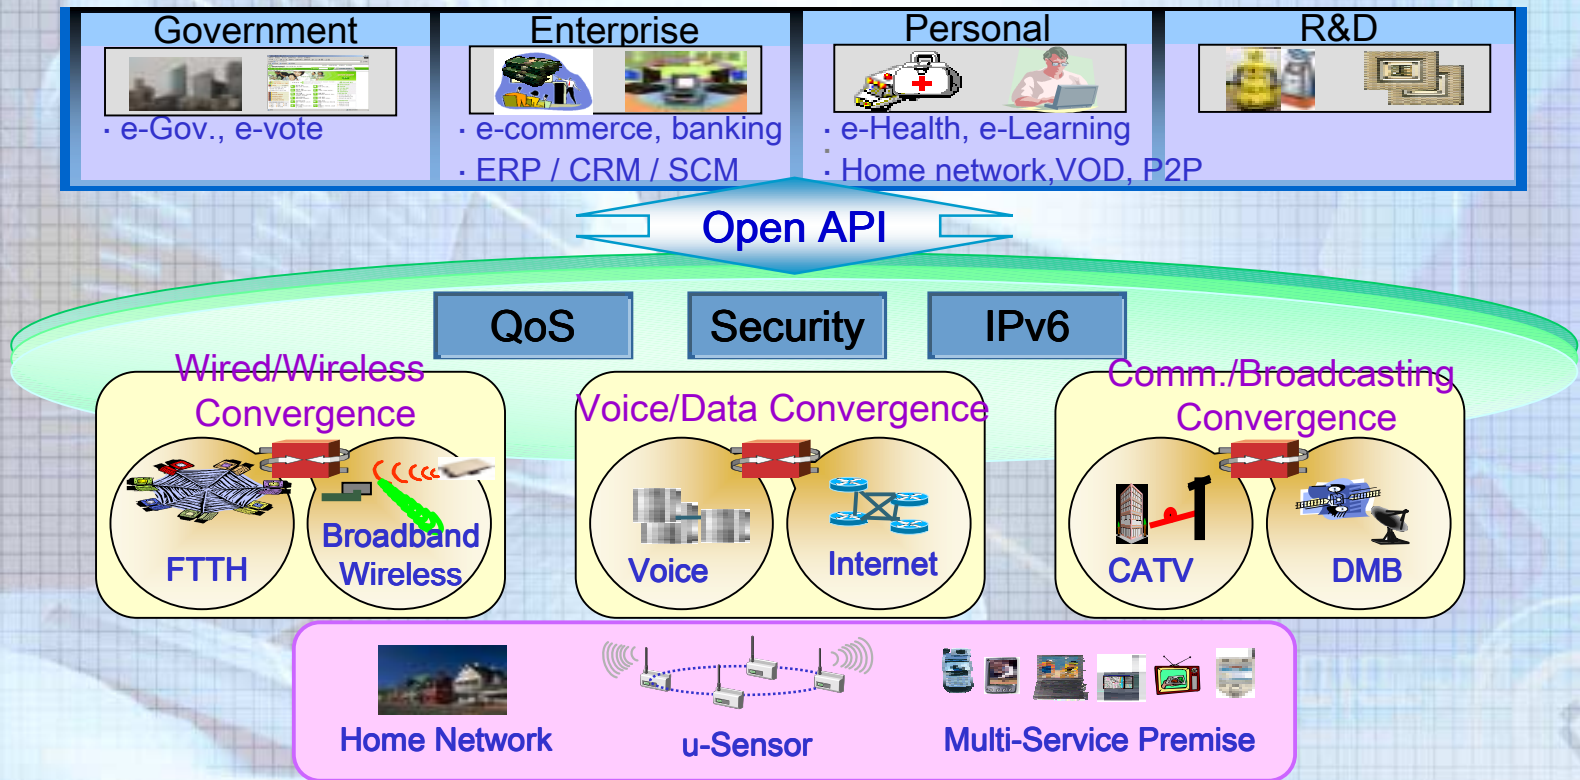 Government
Enterprise
Personal
R&D
· e-Gov., e-vote
· e-commerce, banking
· ERP / CRM / SCM
· e-Health, e-Learning
·
· Home network,VOD, P2P
Open API
QoS
Security
IPv6
Wired/Wireless
Convergence
FTTH
Broadband
Wireless
Voice/Data Convergence
Voice
Internet
Comm./Broadcasting
Convergence
CATV
DMB
Home Network
u-Sensor
Multi-Service Premise